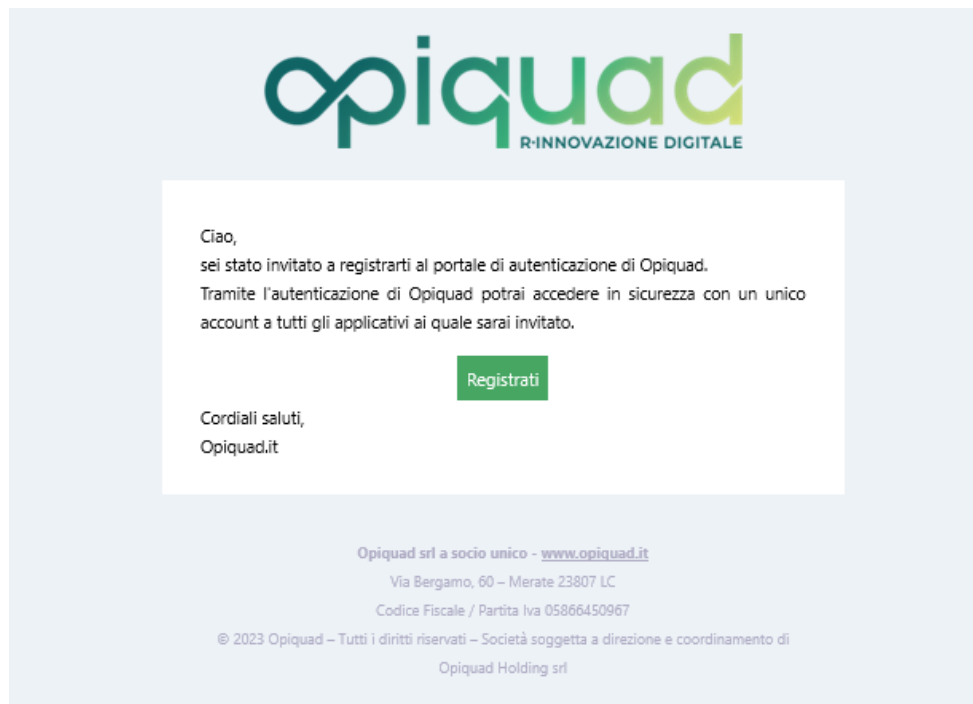 opiquad
R·INNOVAZIONE DIGITALE
Ciao,
sei stato invitato a registrarti al portale di autenticazione di Opiquad.
Tramite l'autenticazione di Opiquad potrai accedere in sicurezza con un unico
account a tutti gli applicativi ai quale sarai invitato.
Registrati
Cordiali saluti,
Opiquad.it
Opiquad srl a socio unico - www.opiquad.it
Via Bergamo, 60 – Merate 23807 LC
Codice Fiscale / Partita Iva 05866450967
© 2023 Opiquad – Tutti i diritti riservati – Società soggetta a direzione e coordinamento di
Opiquad Holding srl